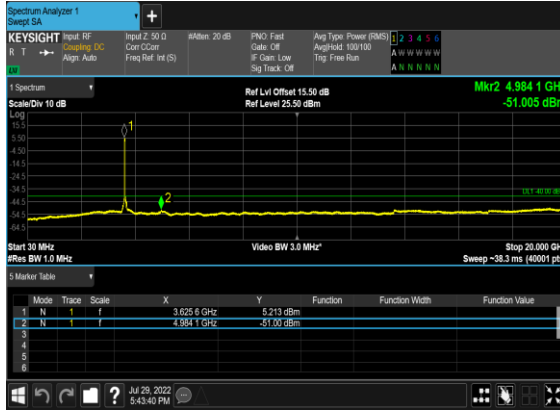 Spectrum Analyzer 1
Swept SA
+
KEYSIGHT
R T
Input: RF
Coupling: DC
Align: Auto
Input Z: 50 Ω
Corr CCorr
Freq Ref: Int (S)
#Atten: 20 dB
PNO: Fast
Gate: Off
IF Gain: Low
Sig Track: Off
Avg Type: Power (RMS)
Avg|Hold: 100/100
Trig: Free Run
1 2 3 4 5 6
A W W W W W
A N N N N N
1 Spectrum
Scale/Div 10 dB
Ref Lvl Offset 15.50 dB
Ref Level 25.50 dBm
Mkr2 4.984 1 GH
-51.005 dB
Log
15.5
5.50
-4.50
-14.5
-24.5
-34.5
-44.5
-54.5
-64.5
1
2
Start 30 MHz
#Res BW 1.0 MHz
Video BW 3.0 MHz*
Stop 20.000 GH
Sweep ~38.3 ms (40001 pt
5 Marker Table
Mode Trace Scale X Y Function Function Width Function Value
1 N 1 f 3.625 6 GHz 5.213 dBm
2 N 1 f 4.984 1 GHz -51.00 dBm
3
4
5
6
?
Jul 29, 2022
5:43:40 PM